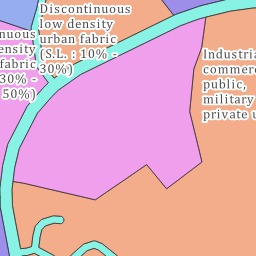 Discontinuous
low density
urban fabric
(S.L. : 10% -
30%)
nuous
ensity
fabric
30% -
50%)
Industria
commerc
public,
military
private u